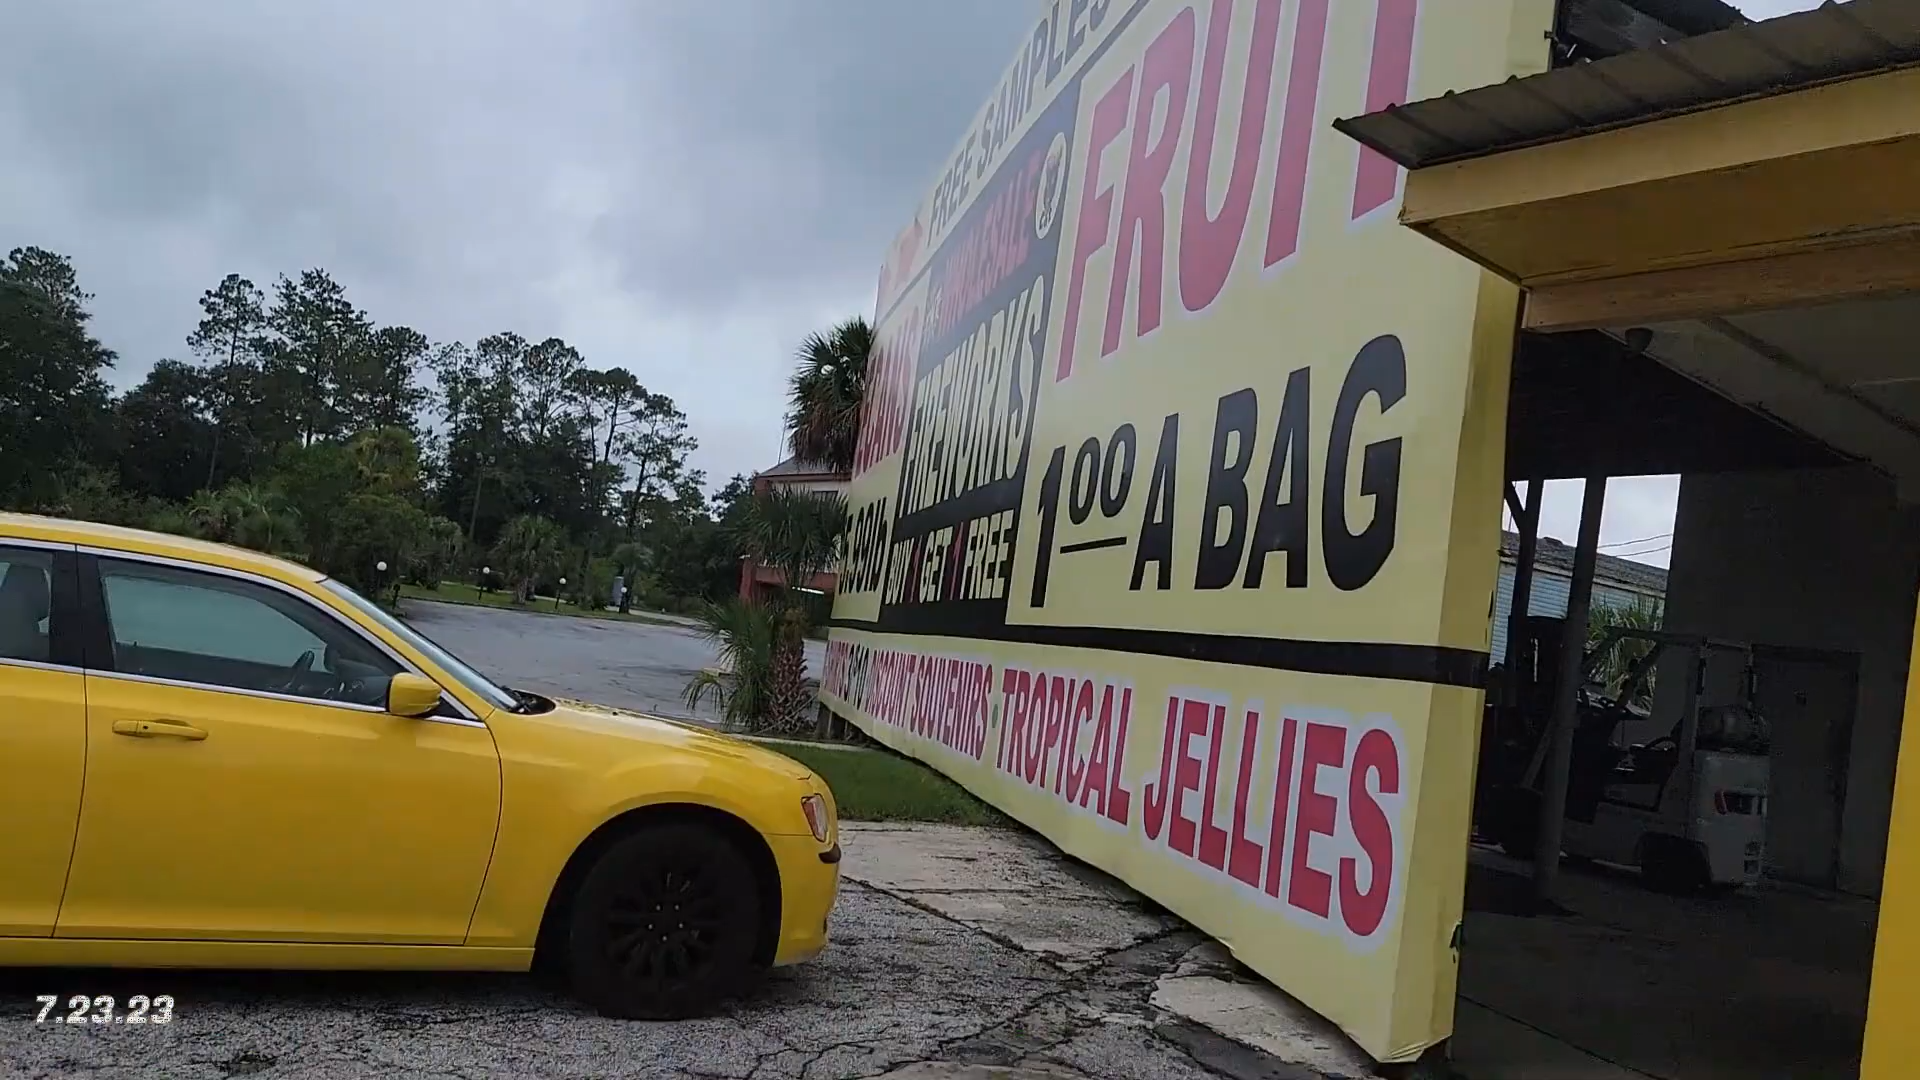 FREE SAMPLES
WHOLESALE
FIREWORKS
BUY 1 GET 1 FREE
FRUIT
1.00 A BAG
DISCOUNT SOUVENIRS · TROPICAL JELLIES
7.23.23